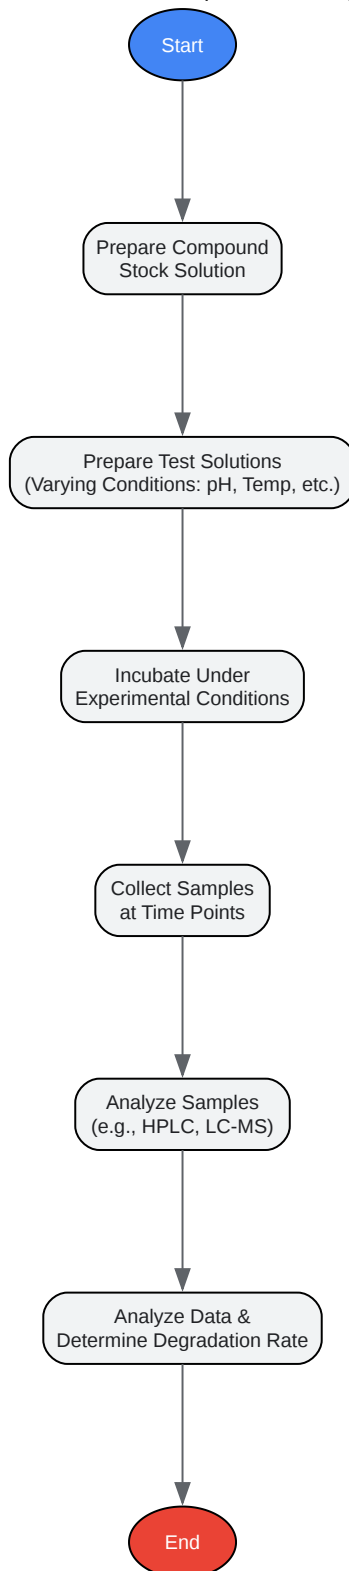 Start
Prepare Compound
Stock Solution
Prepare Test Solutions
(Varying Conditions: pH, Temp, etc.)
Incubate Under
Experimental Conditions
Collect Samples
at Time Points
Analyze Samples
(e.g., HPLC, LC-MS)
Analyze Data &
Determine Degradation Rate
End